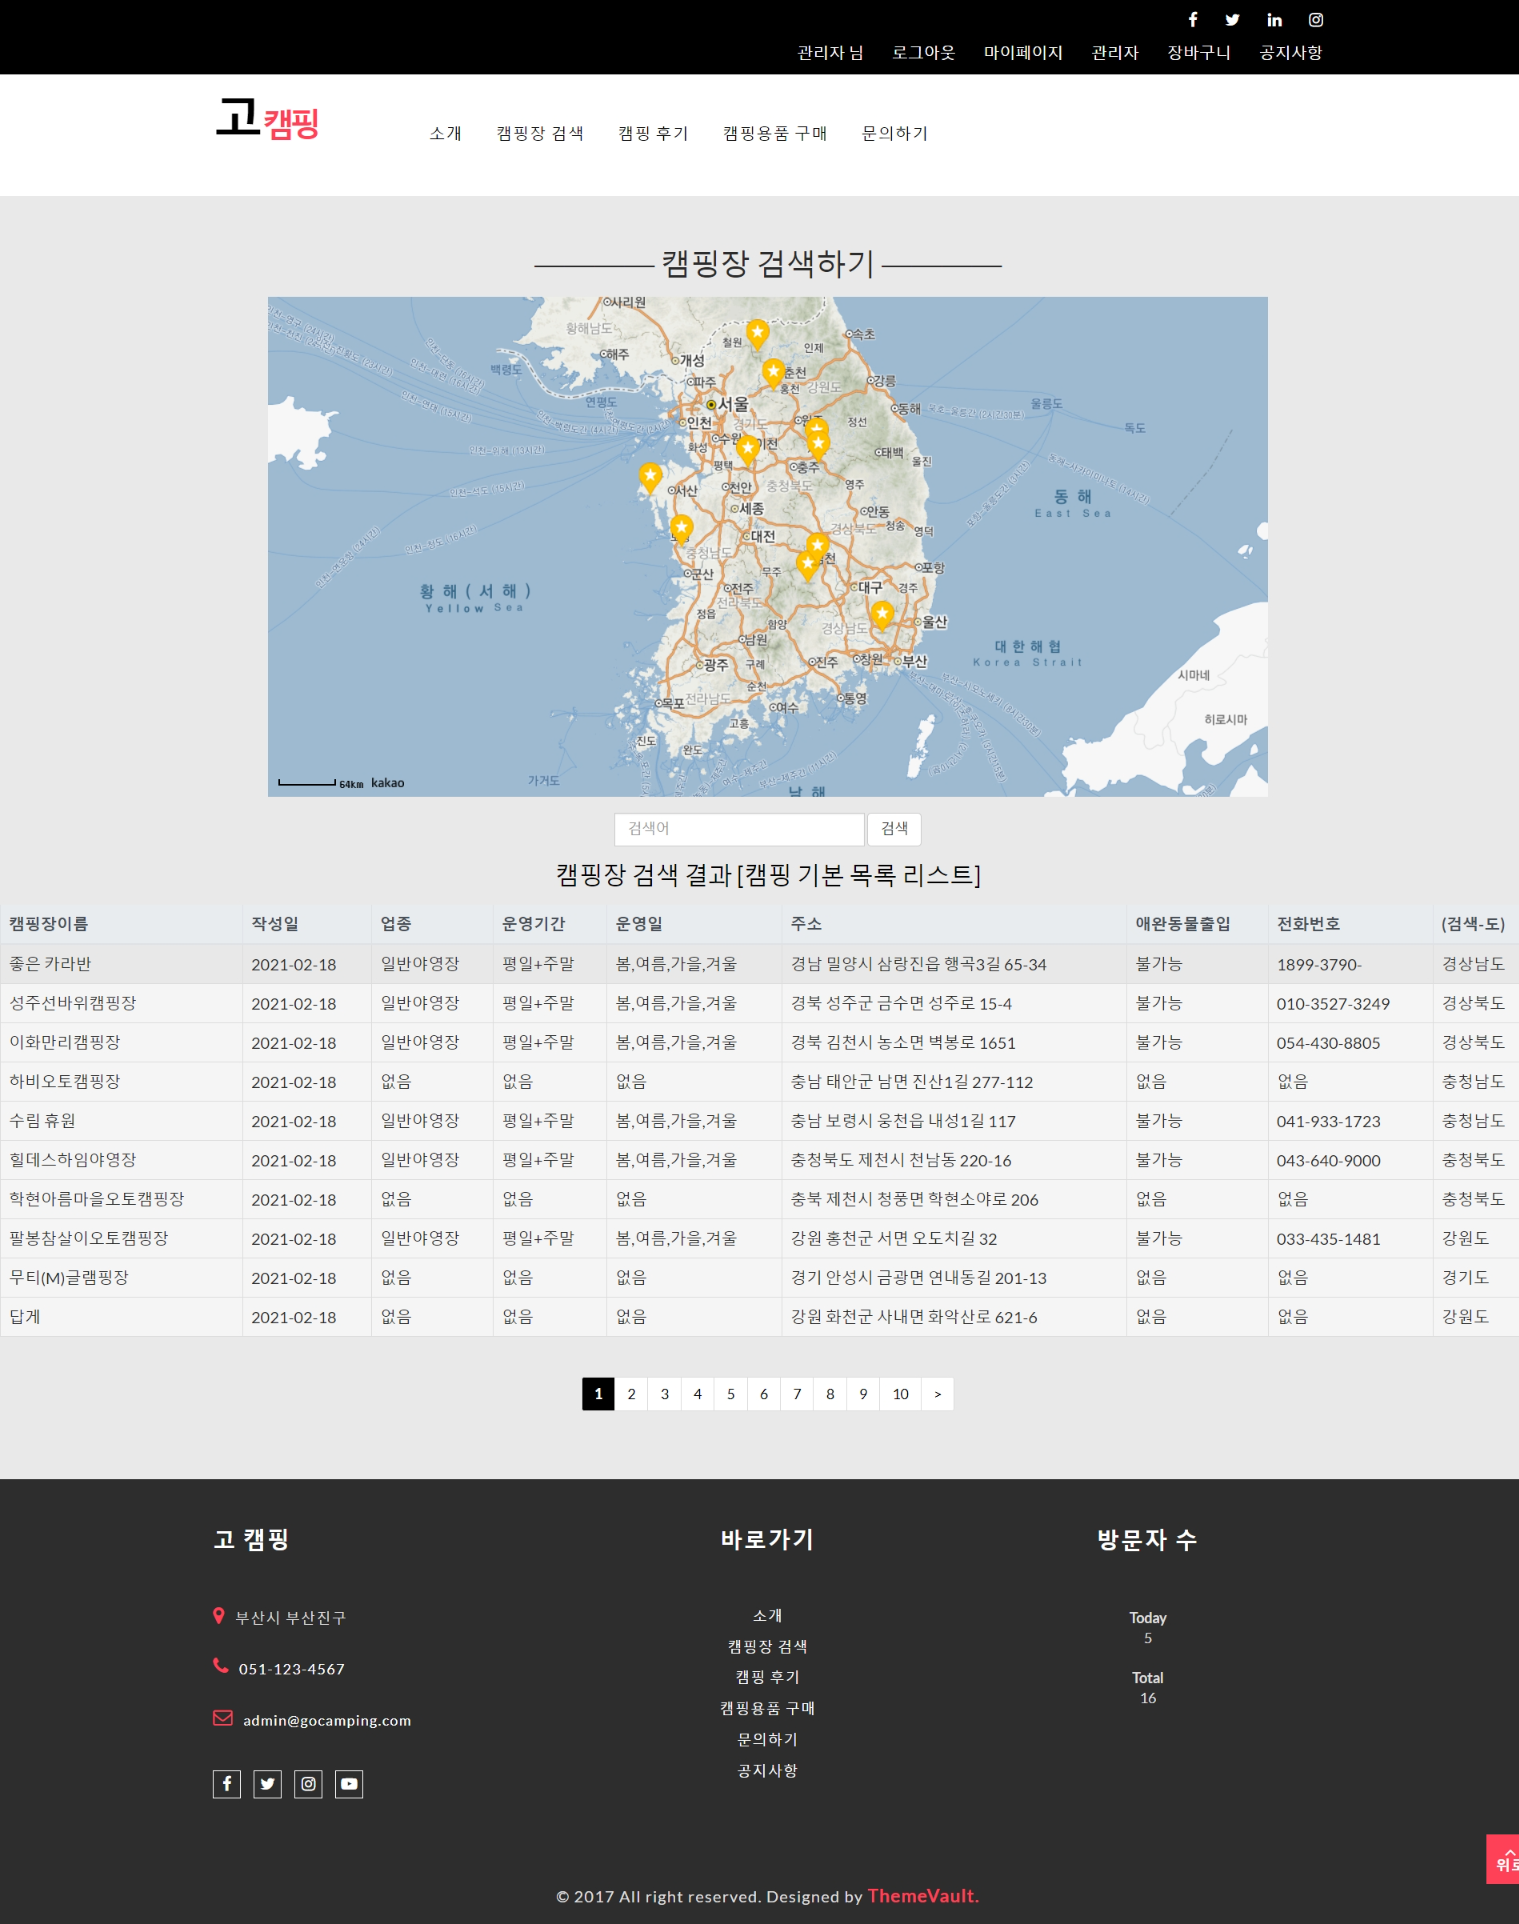 관리자 님 로그아웃 마이페이지 관리자 장바구니 공지사항
고 캠핑
소개 캠핑장 검색 캠핑 후기 캠핑용품 구매 문의하기
캠핑장 검색하기
사리원
황해남도
철원
속초
해주
개성
인제
백령도
파주
춘천
홍천
강원도
강릉
연평도
서울
동해
울릉도
인천
경기도
정선
독도
화성
수원
이천
태백
평택
충주
울진
서산
천안
충청북도
영주
세종
안동
동 해
East Sea
대전
경상북도
청송
영덕
충청남도
군산
무주
포항
황 해 ( 서 해 )
Yellow Sea
전주
대구
경주
전라북도
정읍
함양
경상남도
울산
남원
대 한 해 협
Korea Strait
광주
구례
진주
창원
부산
시마네
순천
목포
전라남도
여수
통영
고흥
히로시마
진도
완도
가거도
남 해
64km kakao
검색어 검색
캠핑장 검색 결과 [캠핑 기본 목록 리스트]
캠핑장이름 작성일 업종 운영기간 운영일 주소 애완동물출입 전화번호 (검색-도)
좋은 카라반 2021-02-18 일반야영장 평일+주말 봄,여름,가을,겨울 경남 밀양시 삼랑진읍 행곡3길 65-34 불가능 1899-3790- 경상남도
성주선바위캠핑장 2021-02-18 일반야영장 평일+주말 봄,여름,가을,겨울 경북 성주군 금수면 성주로 15-4 불가능 010-3527-3249 경상북도
이화만리캠핑장 2021-02-18 일반야영장 평일+주말 봄,여름,가을,겨울 경북 김천시 농소면 벽봉로 1651 불가능 054-430-8805 경상북도
하비오토캠핑장 2021-02-18 없음 없음 없음 충남 태안군 남면 진산1길 277-112 없음 없음 충청남도
수림 휴원 2021-02-18 일반야영장 평일+주말 봄,여름,가을,겨울 충남 보령시 웅천읍 내성1길 117 불가능 041-933-1723 충청남도
힐데스하임야영장 2021-02-18 일반야영장 평일+주말 봄,여름,가을,겨울 충청북도 제천시 천남동 220-16 불가능 043-640-9000 충청북도
학현아름마을오토캠핑장 2021-02-18 없음 없음 없음 충북 제천시 청풍면 학현소야로 206 없음 없음 충청북도
팔봉참살이오토캠핑장 2021-02-18 일반야영장 평일+주말 봄,여름,가을,겨울 강원 홍천군 서면 오도치길 32 불가능 033-435-1481 강원도
무티(M)글램핑장 2021-02-18 없음 없음 없음 경기 안성시 금광면 연내동길 201-13 없음 없음 경기도
답게 2021-02-18 없음 없음 없음 강원 화천군 사내면 화악산로 621-6 없음 없음 강원도
1 2 3 4 5 6 7 8 9 10 >
고 캠핑
부산시 부산진구
051-123-4567
admin@gocamping.com
바로가기
소개
캠핑장 검색
캠핑 후기
캠핑용품 구매
문의하기
공지사항
방문자 수
Today
5
Total
16
위로
© 2017 All right reserved. Designed by ThemeVault.